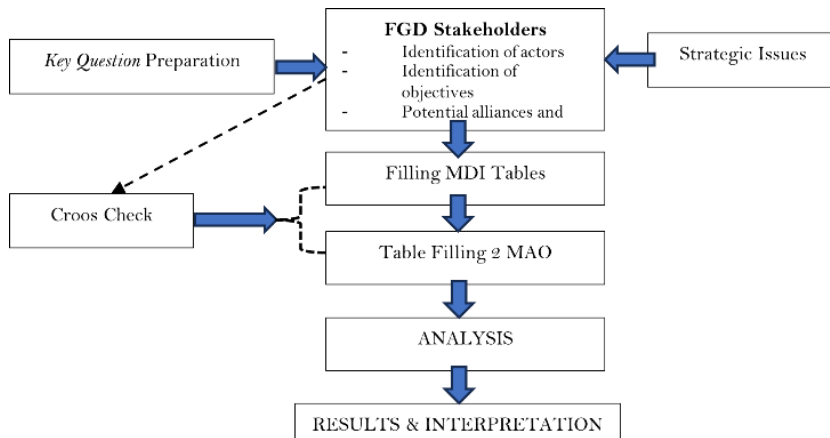 FGD Stakeholders
- Identification of actors
- Identification of
objectives
- Potential alliances and
Key Question Preparation
Strategic Issues
Filling MDI Tables
Croos Check
Table Filling 2 MAO
ANALYSIS
RESULTS & INTERPRETATION